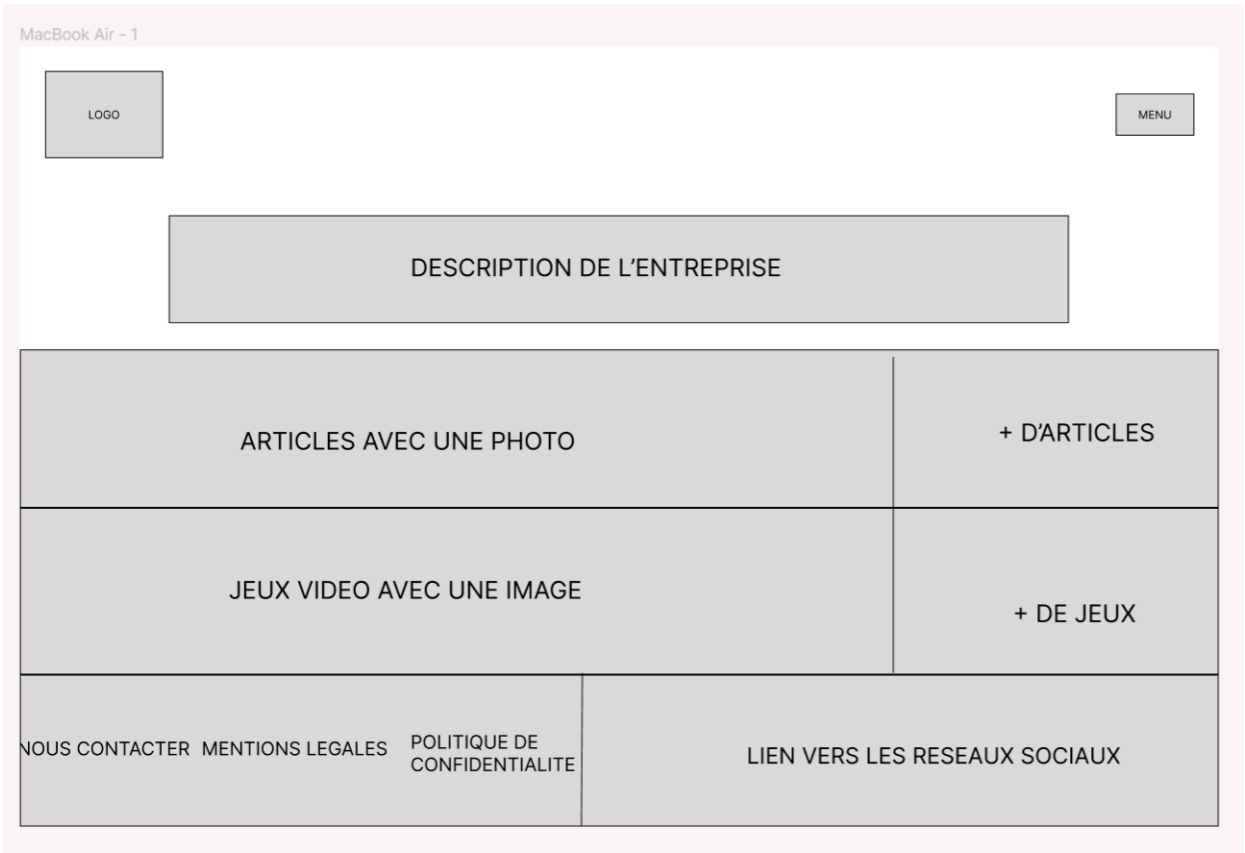 MacBook Air - 1
LOGO
MENU
DESCRIPTION DE L’ENTREPRISE
ARTICLES AVEC UNE PHOTO
+ D’ARTICLES
JEUX VIDEO AVEC UNE IMAGE
+ DE JEUX
NOUS CONTACTER
MENTIONS LEGALES
POLITIQUE DE
CONFIDENTIALITE
LIEN VERS LES RESEAUX SOCIAUX